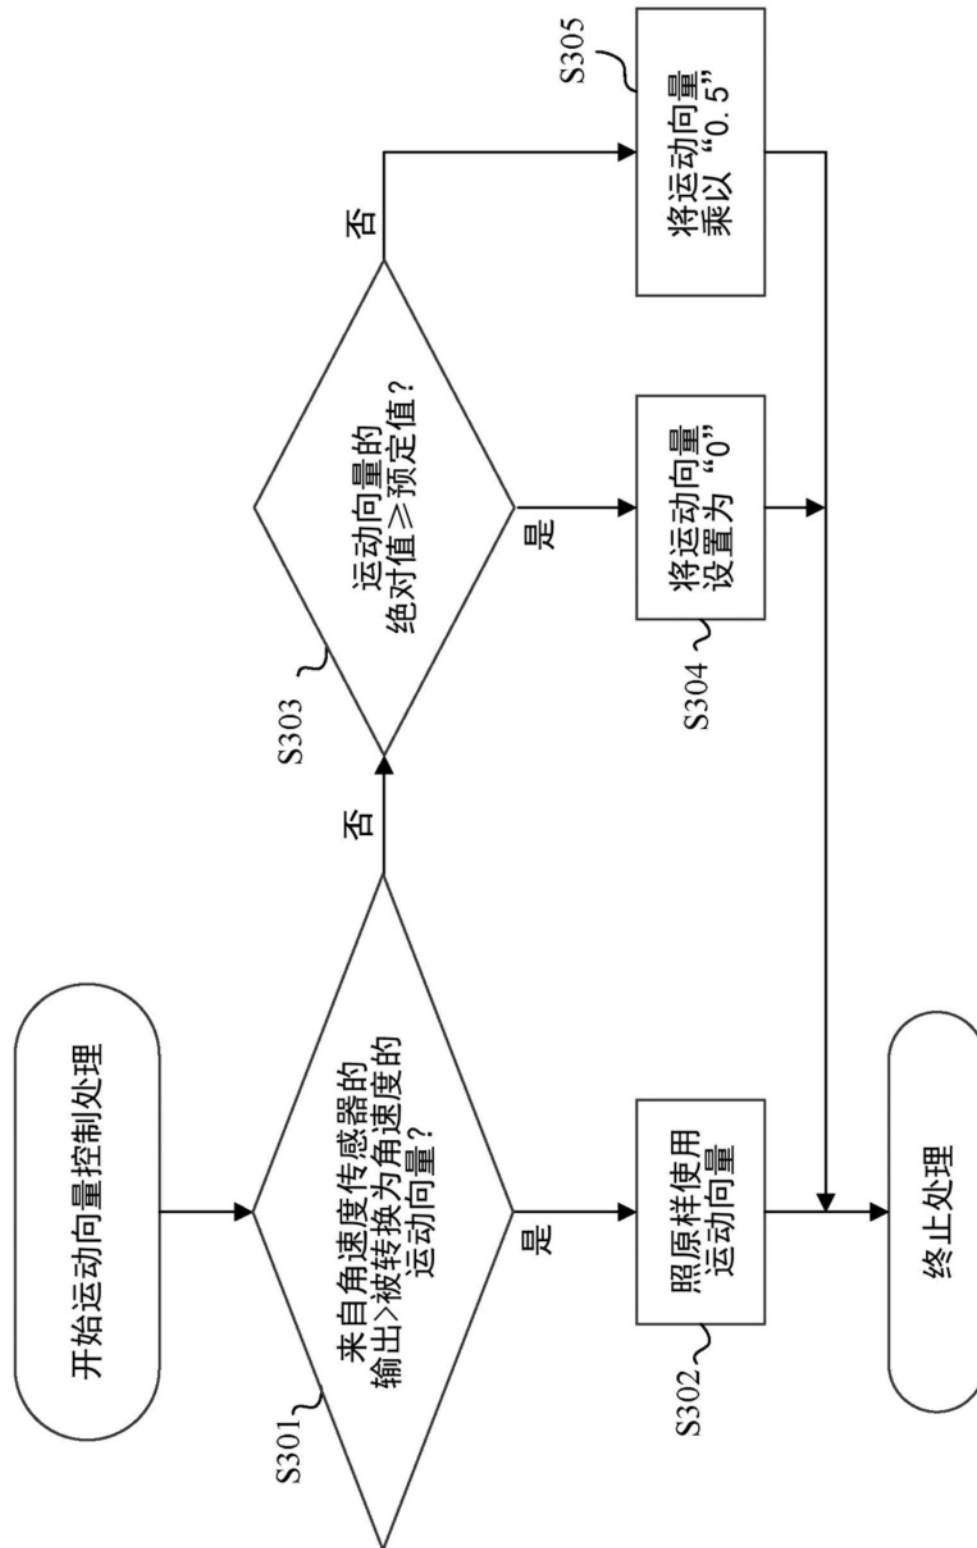 开始运动向量控制处理
S301
来自角速度传感器的
输出>被转换为角速度的
运动向量?
否
是
S302
照原样使用
运动向量
S303
运动向量的
绝对值≥预定值?
否
是
S304
将运动向量
设置为“0”
S305
将运动向量
乘以“0.5”
终止处理